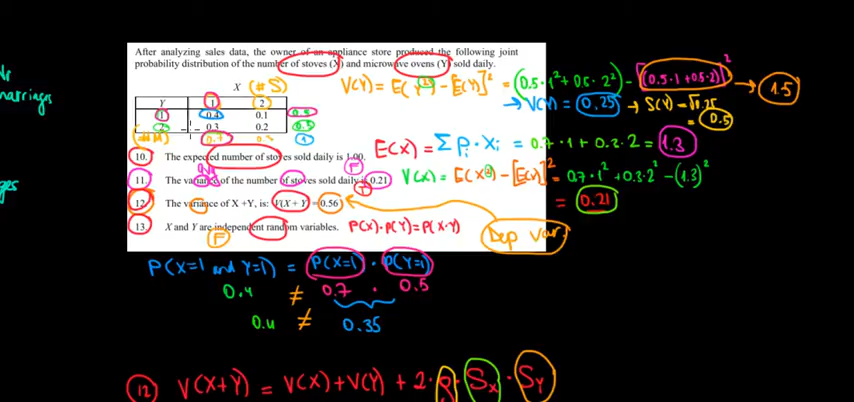 After analyzing sales data, the owner of an appliance store produced the following joint
probability distribution of the number of stoves (X) and microwave ovens (Y) sold daily.
X (# S)
Y 1 2
1 0.4 0.1 0.5
2 0.3 0.2 0.5
(# M) 0.7 1
V(Y) = E(Y²) - [E(Y)]² = (0.5·1² + 0.5·2²) - [(0.5·1 + 0.5·2)]² → 1.5
→ V(Y) = 0.25 → S(Y) = √0.25
= 0.5
E(X) = Σ Pi · Xi = 0.7·1 + 0.3·2 = 1.3
V(X) = E(X²) - [E(X)]² = 0.7·1² + 0.3·2² - (1.3)²
= 0.21
10. The expected number of stoves sold daily is 1.00. F
11. The variance of the number of stoves sold daily is 0.21 T
12. The variance of X +Y, is: V(X + Y) = 0.56
13. X and Y are independent random variables. P(X)·P(Y) = P(X·Y)
F
Dep Var.
P(X=1 and Y=1) = P(X=1) · P(Y=1)
0.4 ≠ 0.7 . 0.5
0.4 ≠ 0.35
12 V(X+Y) = V(X) + V(Y) + 2· ρ · Sx · Sy
marriages